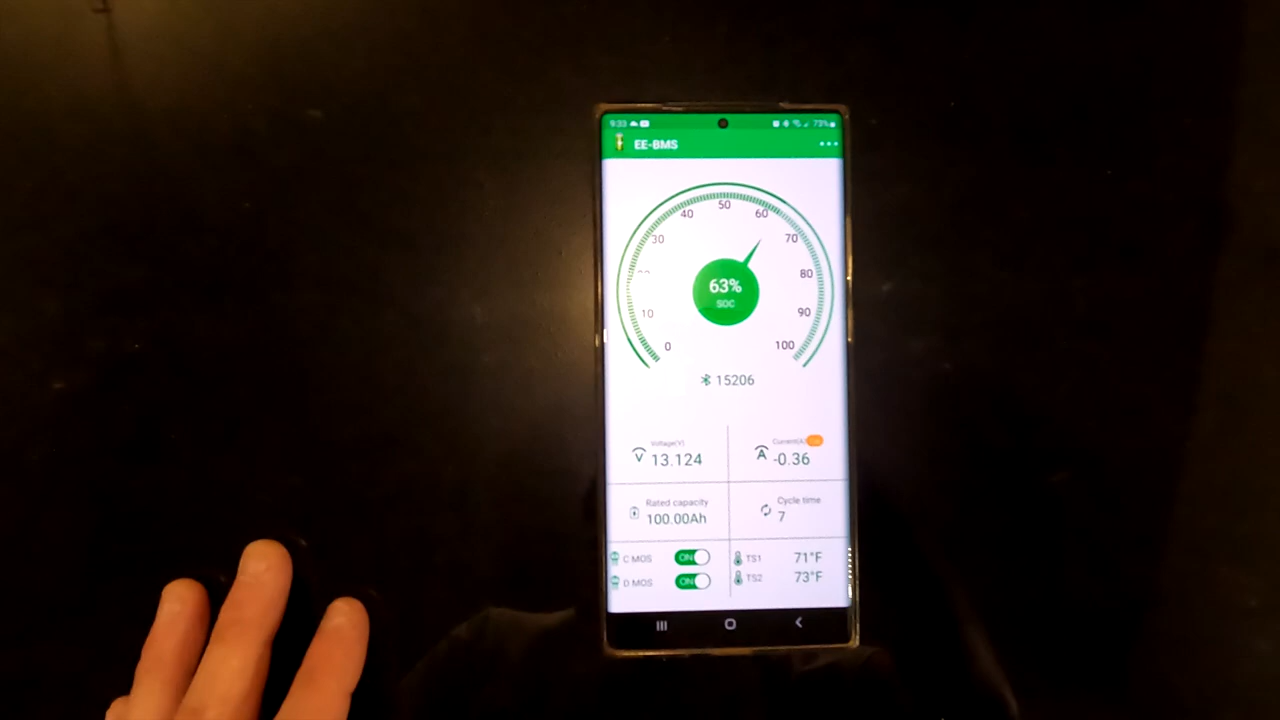 9:33 73%
EE-BMS
50
40 60
30 70
80
10 90
0 100
63%
SOC
15206
Voltage(V) Current(A)
V 13.124 A -0.36
Rated capacity Cycle time
100.00Ah 7
C MOS ON TS1 71°F
D MOS ON TS2 73°F